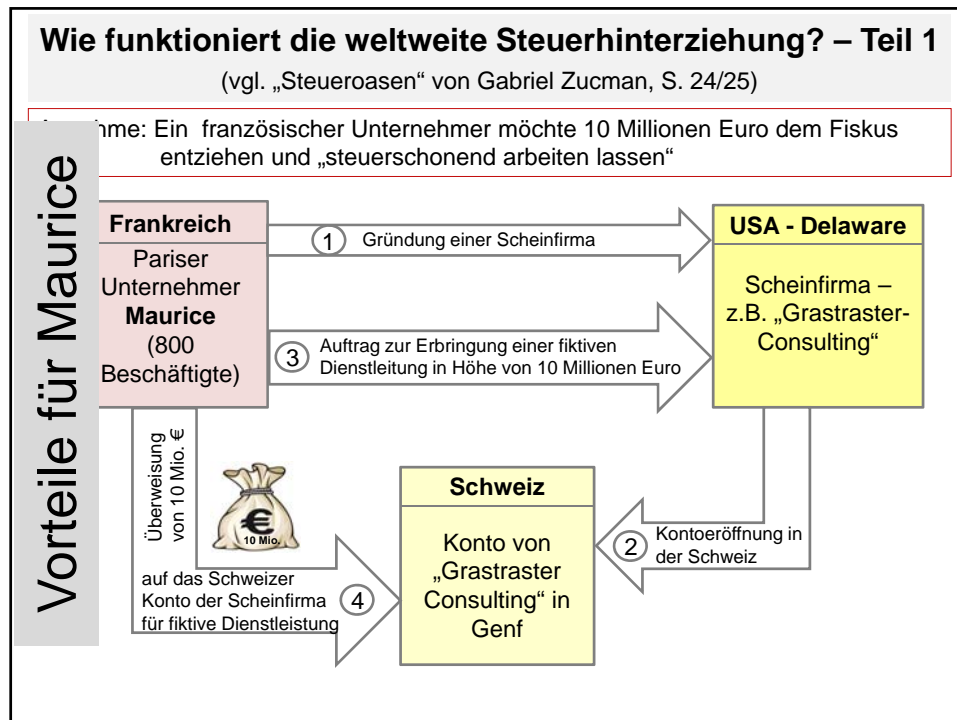 Wie funktioniert die weltweite Steuerhinterziehung? – Teil 1
(vgl. „Steueroasen“ von Gabriel Zucman, S. 24/25)
hme: Ein französischer Unternehmer möchte 10 Millionen Euro dem Fiskus
entziehen und „steuerschonend arbeiten lassen“
Vorteile für Maurice
Frankreich
Pariser
Unternehmer
Maurice
(800
Beschäftigte)
1 Gründung einer Scheinfirma
USA - Delaware
Scheinfirma –
z.B. „Grastraster-
Consulting“
3 Auftrag zur Erbringung einer fiktiven
Dienstleitung in Höhe von 10 Millionen Euro
Überweisung
von 10 Mio. €
€
10 Mio.
auf das Schweizer
Konto der Scheinfirma
für fiktive Dienstleistung
4
Schweiz
Konto von
„Grastraster
Consulting“ in
Genf
2 Kontoeröffnung in
der Schweiz